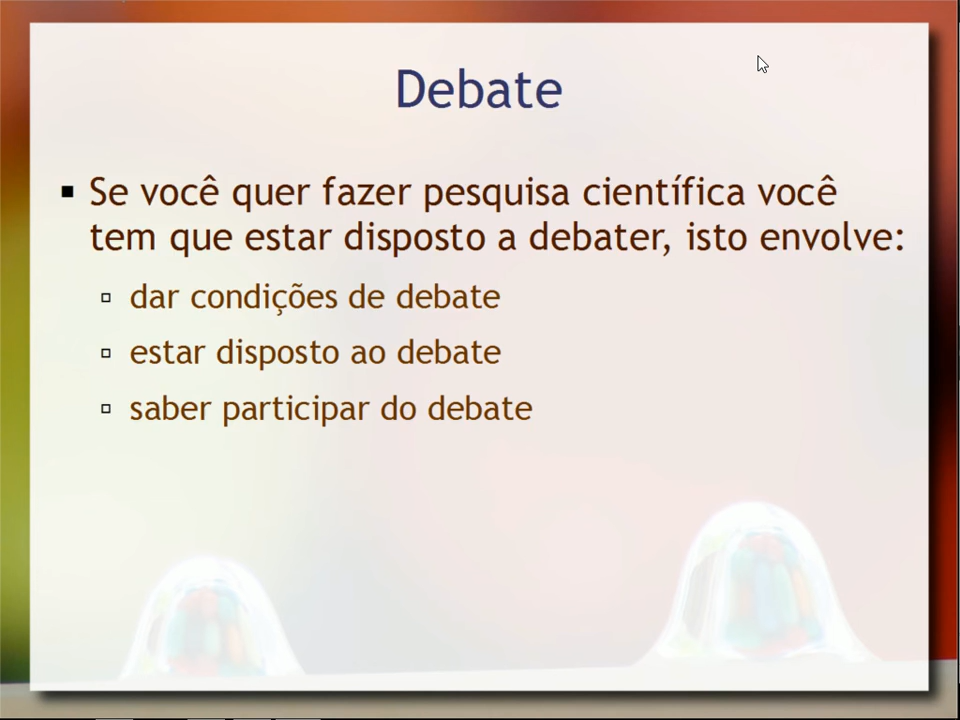 Debate
Se você quer fazer pesquisa científica você
tem que estar disposto a debater, isto envolve:
dar condições de debate
estar disposto ao debate
saber participar do debate